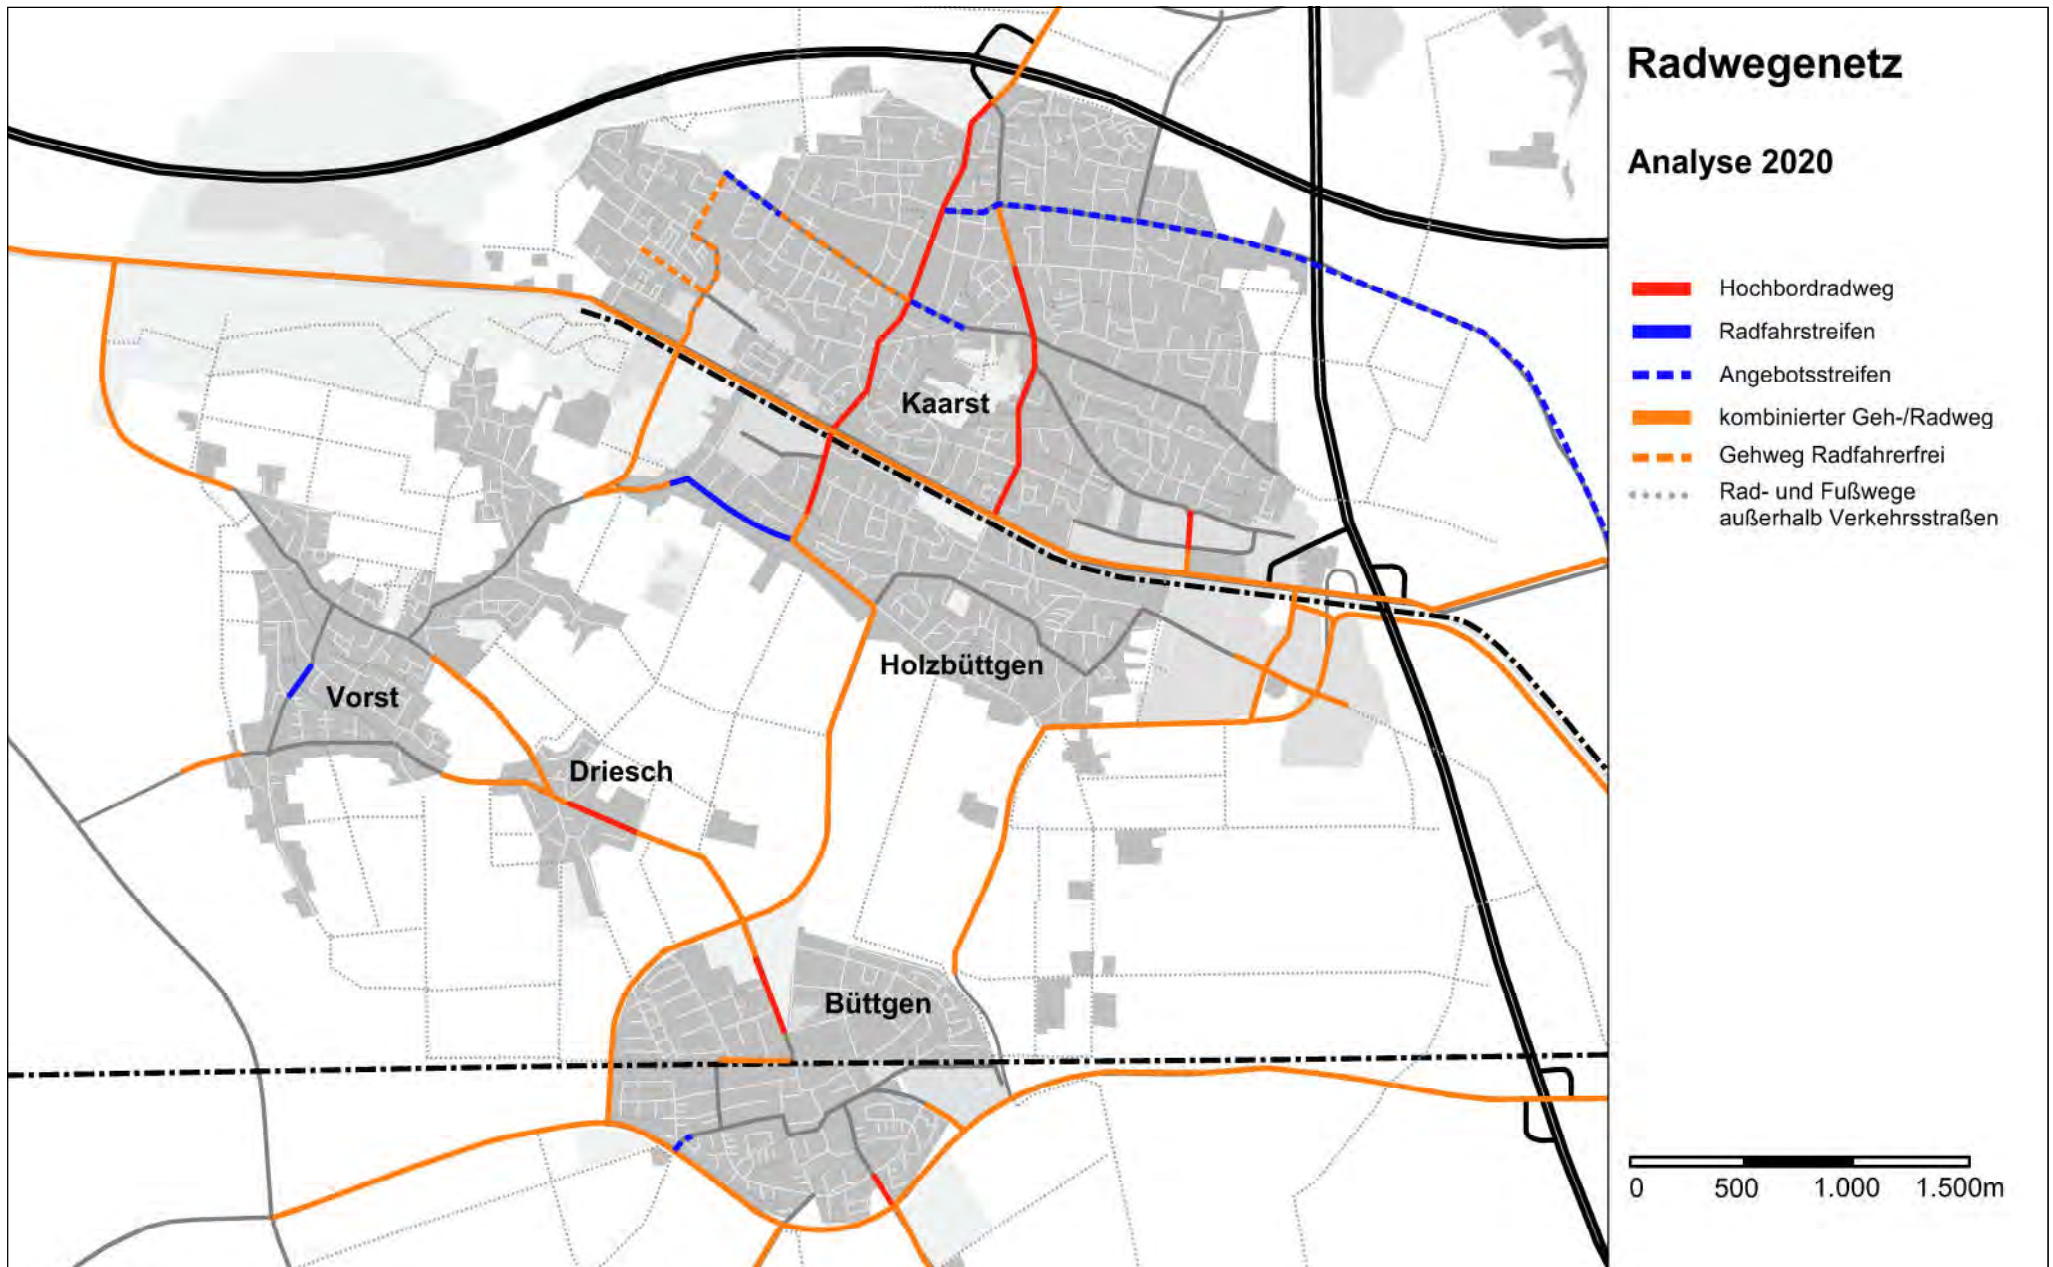 Radwegenetz
Analyse 2020
Hochbordradweg
Radfahrstreifen
Angebotsstreifen
kombinierter Geh-/Radweg
Gehweg Radfahrerfrei
Rad- und Fußwege
außerhalb Verkehrsstraßen
Kaarst
Holzbüttgen
Vorst
Driesch
Büttgen
0 500 1.000 1.500m